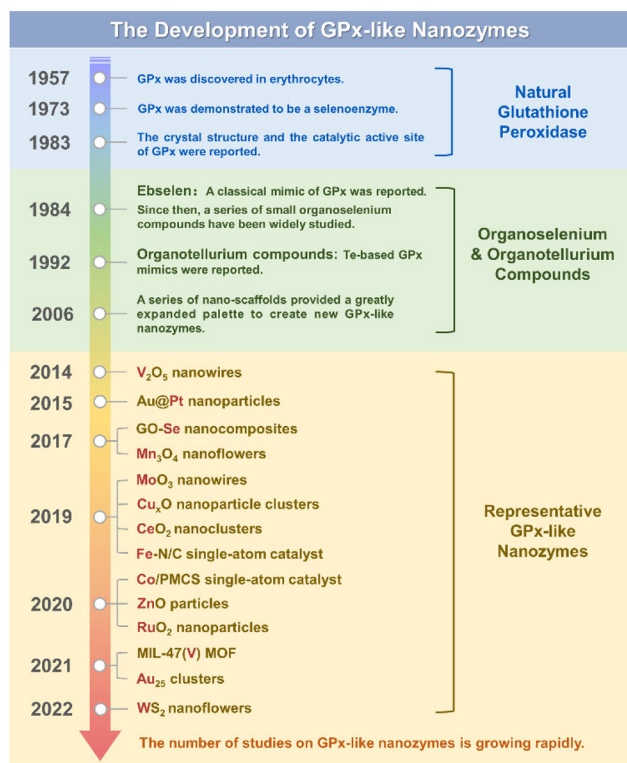 The Development of GPx-like Nanozymes
1957
GPx was discovered in erythrocytes.
1973
GPx was demonstrated to be a selenoenzyme.
1983
The crystal structure and the catalytic active site
of GPx were reported.
Natural
Glutathione
Peroxidase
1984
Ebselen: A classical mimic of GPx was reported.
Since then, a series of small organoselenium
compounds have been widely studied.
1992
Organotellurium compounds: Te-based GPx
mimics were reported.
2006
A series of nano-scaffolds provided a greatly
expanded palette to create new GPx-like
nanozymes.
Organoselenium
& Organotellurium
Compounds
2014
V₂O₅ nanowires
2015
Au@Pt nanoparticles
2017
GO-Se nanocomposites
Mn₃O₄ nanoflowers
2019
MoO₃ nanowires
CuₓO nanoparticle clusters
CeO₂ nanoclusters
Fe-N/C single-atom catalyst
2020
Co/PMCS single-atom catalyst
ZnO particles
RuO₂ nanoparticles
2021
MIL-47(V) MOF
Au₂₅ clusters
2022
WS₂ nanoflowers
Representative
GPx-like
Nanozymes
The number of studies on GPx-like nanozymes is growing rapidly.